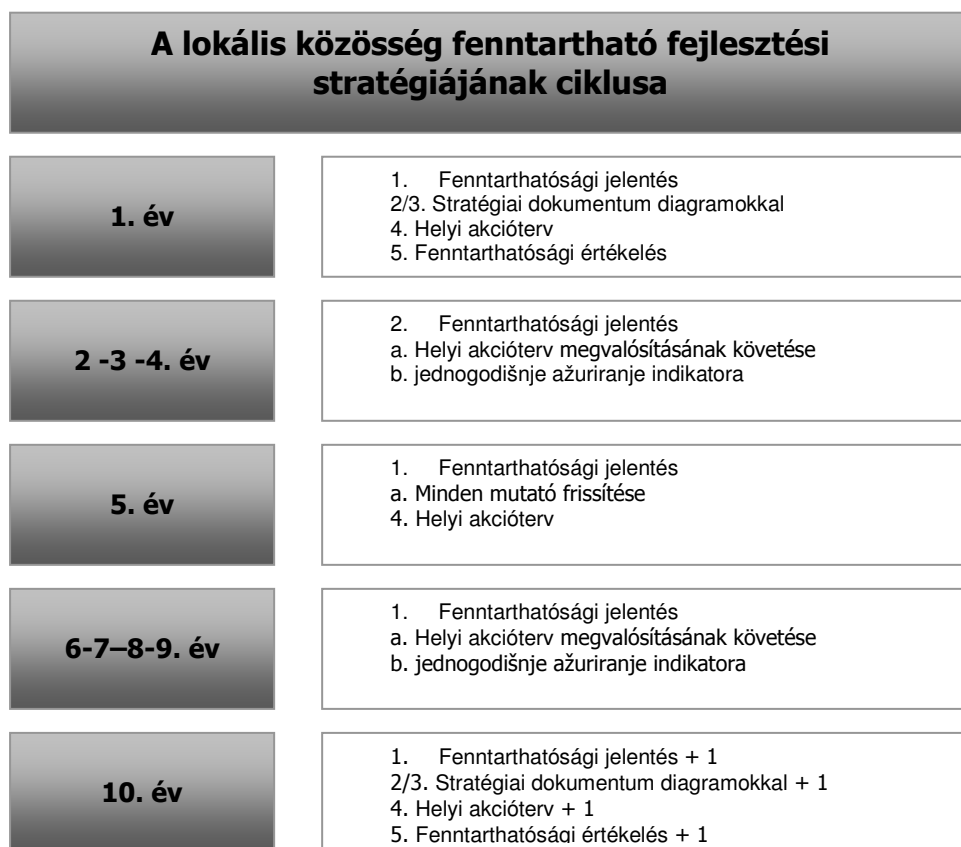 A lokális közösség fenntartható fejlesztési
stratégiájának ciklusa
1. év
1. Fenntarthatósági jelentés
2/3. Stratégiai dokumentum diagramokkal
4. Helyi akcióterv
5. Fenntarthatósági értékelés
2 -3 -4. év
2. Fenntarthatósági jelentés
a. Helyi akcióterv megvalósításának követése
b. jednogodišnje ažuriranje indikatora
5. év
1. Fenntarthatósági jelentés
a. Minden mutató frissítése
4. Helyi akcióterv
6-7–8-9. év
1. Fenntarthatósági jelentés
a. Helyi akcióterv megvalósításának követése
b. jednogodišnje ažuriranje indikatora
10. év
1. Fenntarthatósági jelentés + 1
2/3. Stratégiai dokumentum diagramokkal + 1
4. Helyi akcióterv + 1
5. Fenntarthatósági értékelés + 1